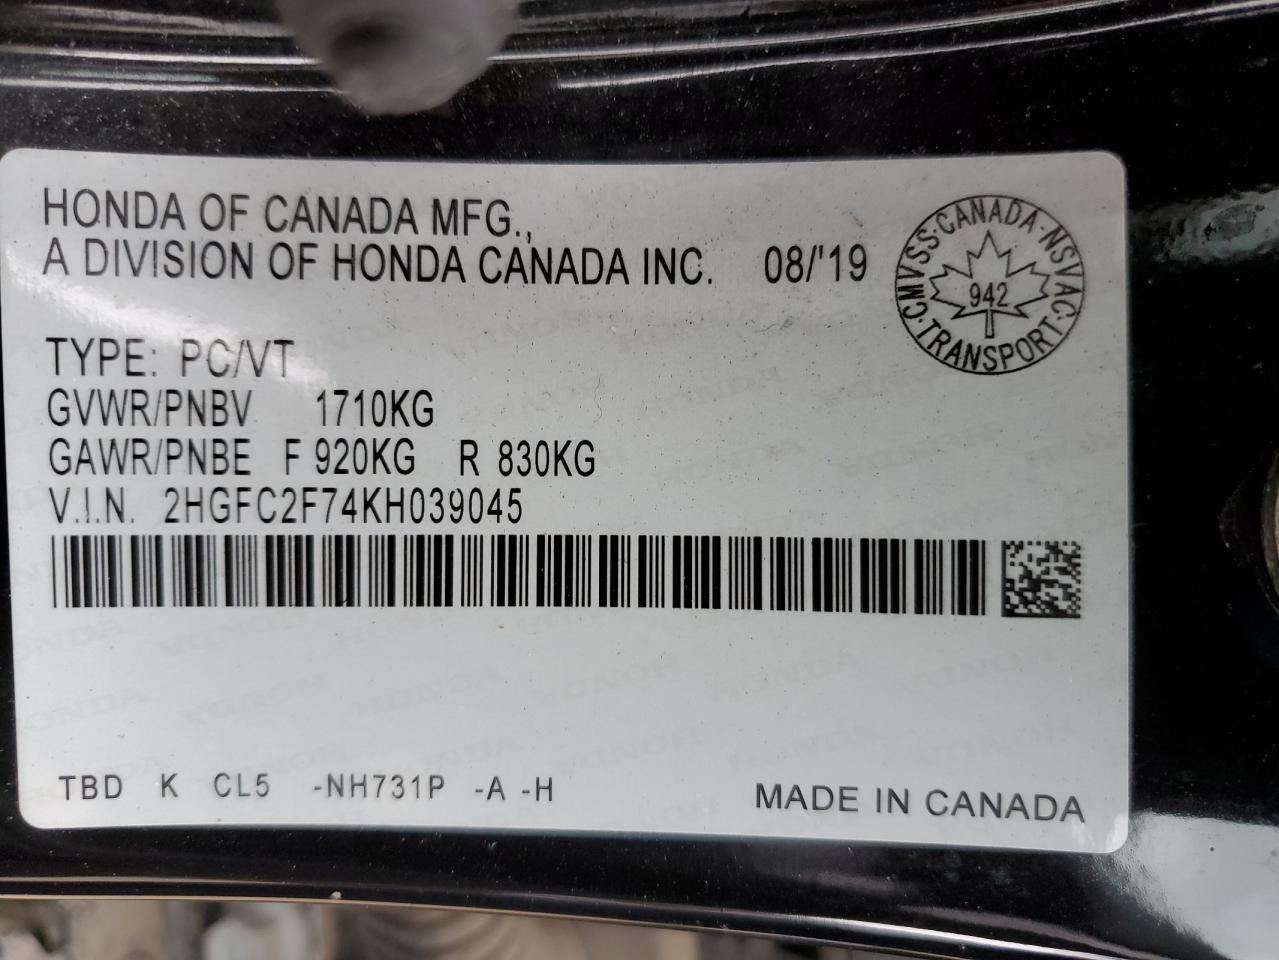 HONDA OF CANADA MFG.,
A DIVISION OF HONDA CANADA INC. 08/'19
CMVSS·CANADA·NSVAC·TRANSPORT·
942
TYPE: PC/VT
GVWR/PNBV 1710KG
GAWR/PNBE F 920KG R 830KG
V.I.N. 2HGFC2F74KH039045
TBD K CL5 -NH731P -A -H
MADE IN CANADA